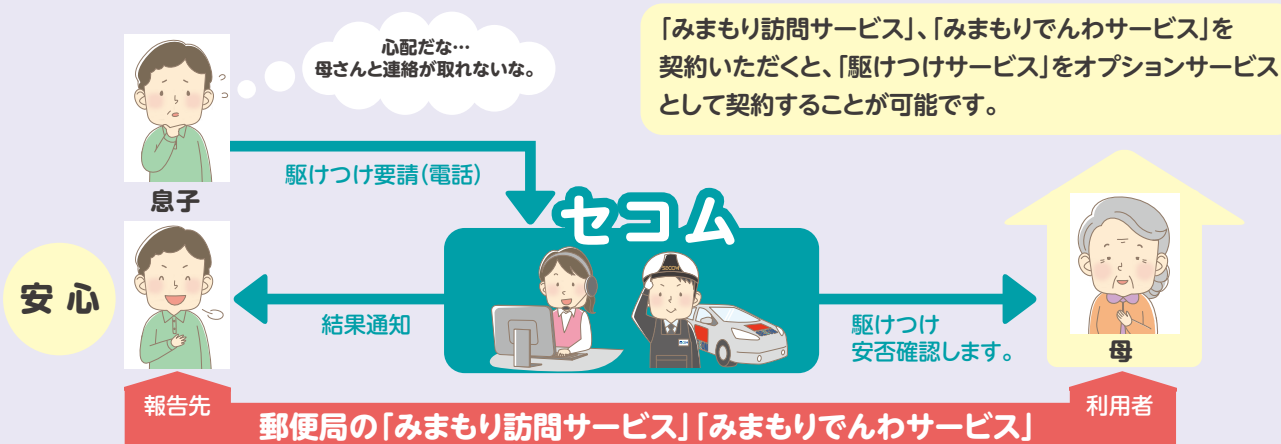 心配だな…
母さんと連絡が取れないな。
「みまもり訪問サービス」、「みまもりでんわサービス」を
契約いただくと、「駆けつけサービス」をオプションサービス
として契約することが可能です。
息子
駆けつけ要請(電話)
セコム
SECOM
安心
結果通知
駆けつけ
安否確認します。
母
報告先
利用者
郵便局の「みまもり訪問サービス」「みまもりでんわサービス」